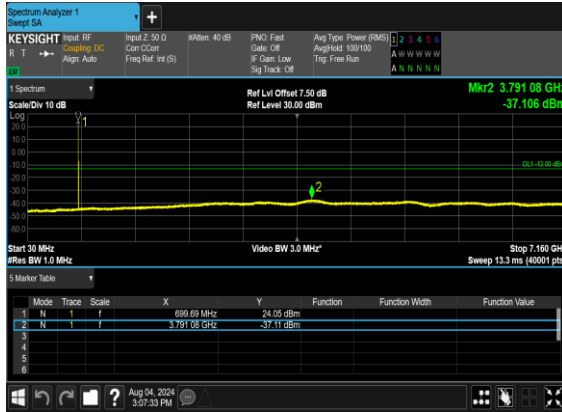 Spectrum Analyzer 1
Swept SA
+
KEYSIGHT Input: RF Input Z: 50 Ω #Atten: 40 dB PNO: Fast Avg Type: Power (RMS) 1 2 3 4 5 6
R T Coupling: DC Corr CCorr Gate: Off Avg|Hold: 100/100 A W W W W W
Align: Auto Freq Ref: Int (S) IF Gain: Low Trig: Free Run
Sig Track: Off A N N N N N
1 Spectrum Ref Lvl Offset 7.50 dB Mkr2 3.791 08 GHz
Scale/Div 10 dB Ref Level 30.00 dBm -37.106 dBm
Log
1
20.0
10.0
0.00
-10.0
DL1 -13.00 dBm
-20.0
-30.0
2
-40.0
-50.0
-60.0
Start 30 MHz Video BW 3.0 MHz* Stop 7.160 GHz
#Res BW 1.0 MHz Sweep 13.3 ms (40001 pts)
5 Marker Table
Mode Trace Scale X Y Function Function Width Function Value
1 N 1 f 699.69 MHz 24.05 dBm
2 N 1 f 3.791 08 GHz -37.11 dBm
3
4
5
6
? Aug 04, 2024
3:07:33 PM